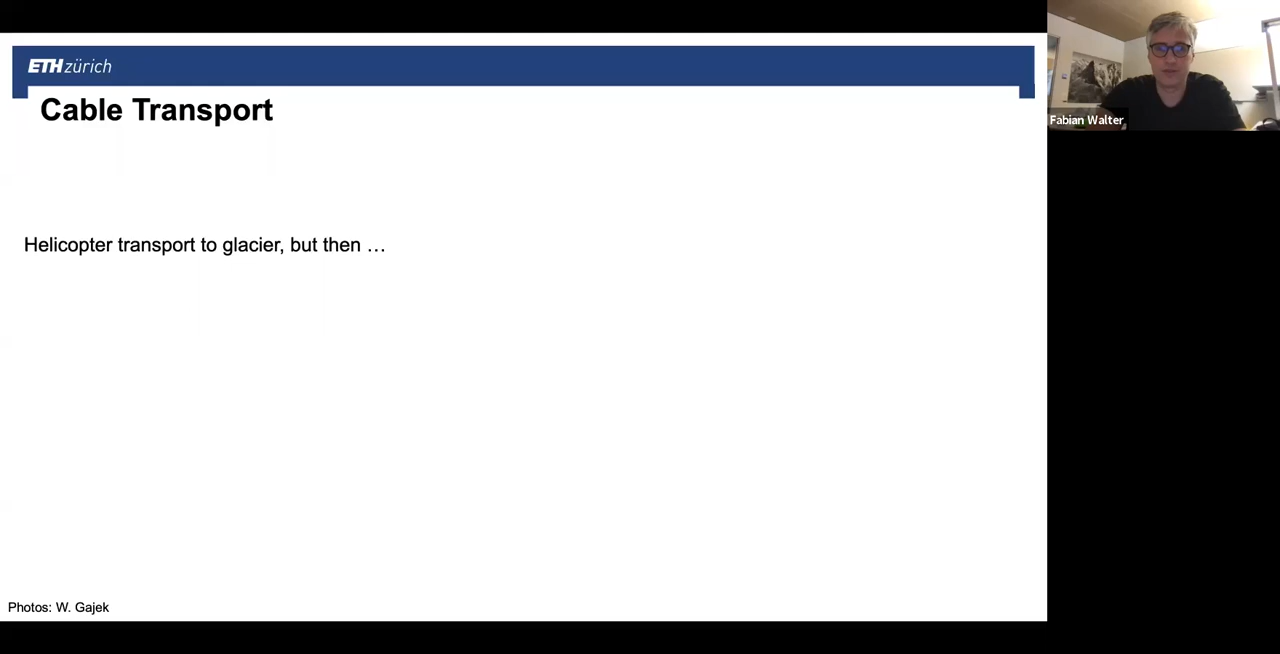 ETH zürich
Cable Transport
Helicopter transport to glacier, but then …
Photos: W. Gajek
Fabian Walter